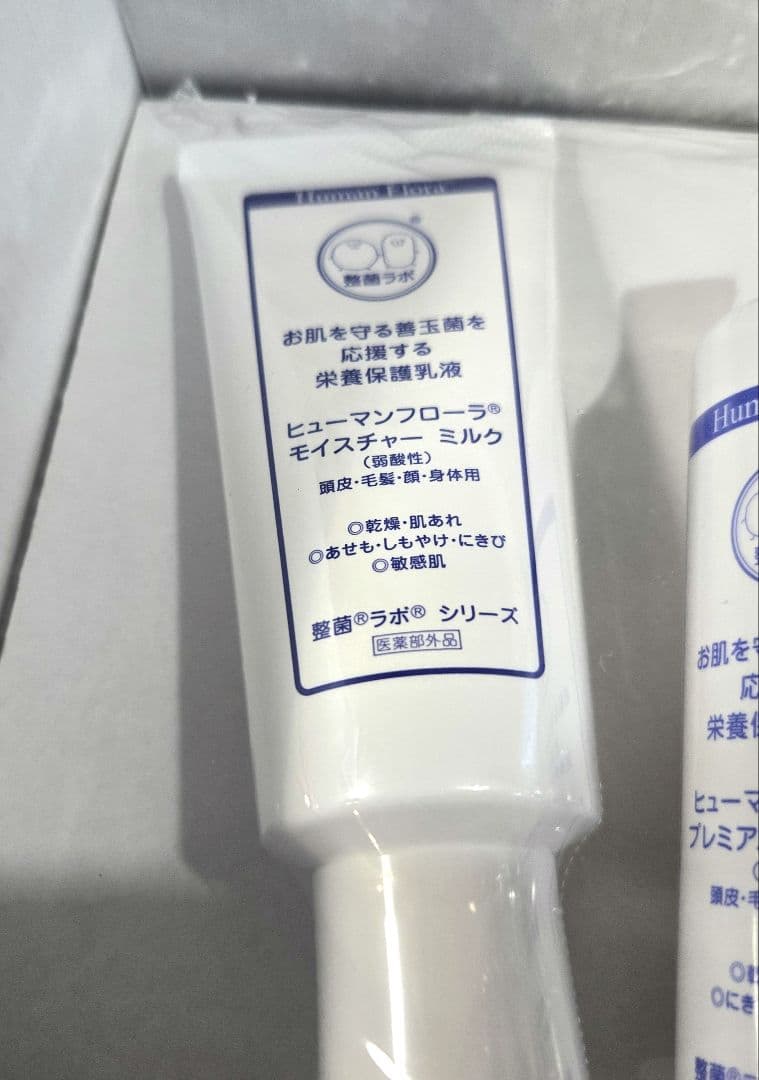 Human Flora
整菌ラボ®
お肌を守る善玉菌を
応援する
栄養保護乳液
ヒューマンフローラ®
モイスチャー ミルク
(弱酸性)
頭皮・毛髪・顔・身体用
◎乾燥・肌あれ
◎あせも・しもやけ・にきび
◎敏感肌
整菌®ラボ® シリーズ
医薬部外品
Hum
お肌を守
応
栄養保
ヒューマ
プレミア
頭皮・毛
◎乾
◎にき
整菌®